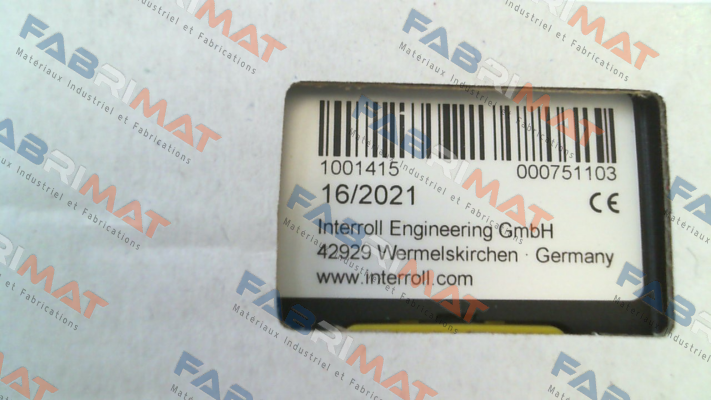 1001415 000751103
16/2021 CE
Interroll Engineering GmbH
42929 Wermelskirchen · Germany
www.interroll.com
FABRIMAT
Matériaux Industriel et Fabrications